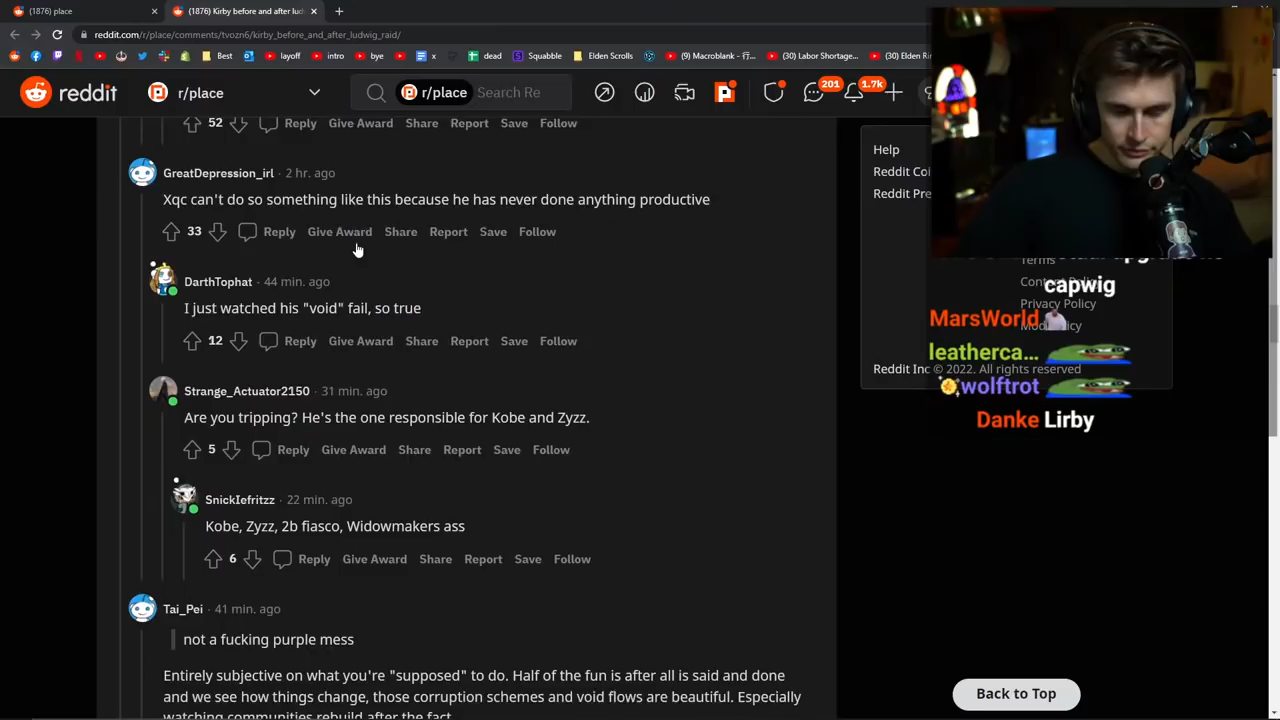 (1876) place
(1876) Kirby before and after lud
reddit.com/r/place/comments/tvozn6/kirby_before_and_after_ludwig_raid/
Best
layoff
intro
bye
x
dead
Squabble
Elden Scrolls
(9) Macroblank - 行...
(30) Labor Shortage...
(30) Elden Rin
reddit
r/place
r/place
Search Re
201
1.7k
52
Reply
Give Award
Share
Report
Save
Follow
GreatDepression_irl · 2 hr. ago
Xqc can't do so something like this because he has never done anything productive
33
Reply
Give Award
Share
Report
Save
Follow
DarthTophat · 44 min. ago
I just watched his "void" fail, so true
12
Reply
Give Award
Share
Report
Save
Follow
Strange_Actuator2150 · 31 min. ago
Are you tripping? He's the one responsible for Kobe and Zyzz.
5
Reply
Give Award
Share
Report
Save
Follow
SnickIefritzz · 22 min. ago
Kobe, Zyzz, 2b fiasco, Widowmakers ass
6
Reply
Give Award
Share
Report
Save
Follow
Tai_Pei · 41 min. ago
not a fucking purple mess
Entirely subjective on what you're "supposed" to do. Half of the fun is after all is said and done
and we see how things change, those corruption schemes and void flows are beautiful. Especially
watching communities rebuild after the fact
Help
Reddit Coi
Reddit Pre
Terms
Privacy Policy
Reddit Inc © 2022. All rights reserved
capwig
MarsWorld
leatherca...
wolftrot
Danke Lirby
Back to Top